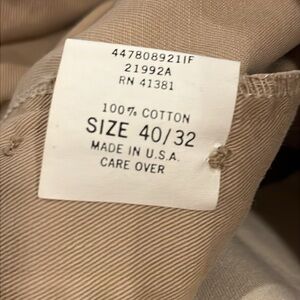 447808921IF
21992A
RN 41381
100% COTTON
SIZE 40/32
MADE IN U.S.A.
CARE OVER